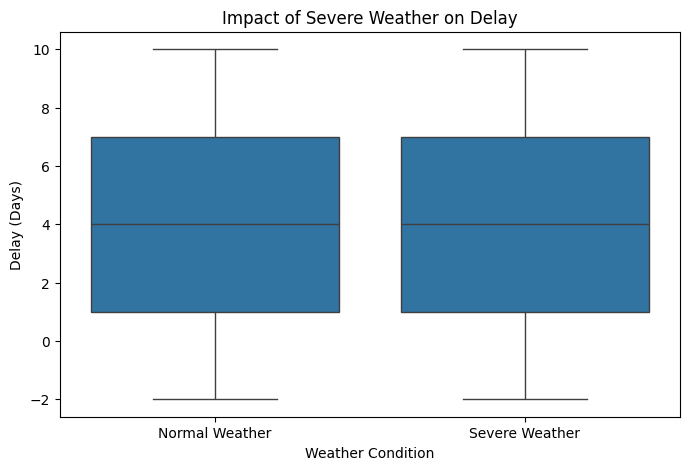 Impact of Severe Weather on Delay
10
8
6
4
2
0
−2
Delay (Days)
Normal Weather
Severe Weather
Weather Condition